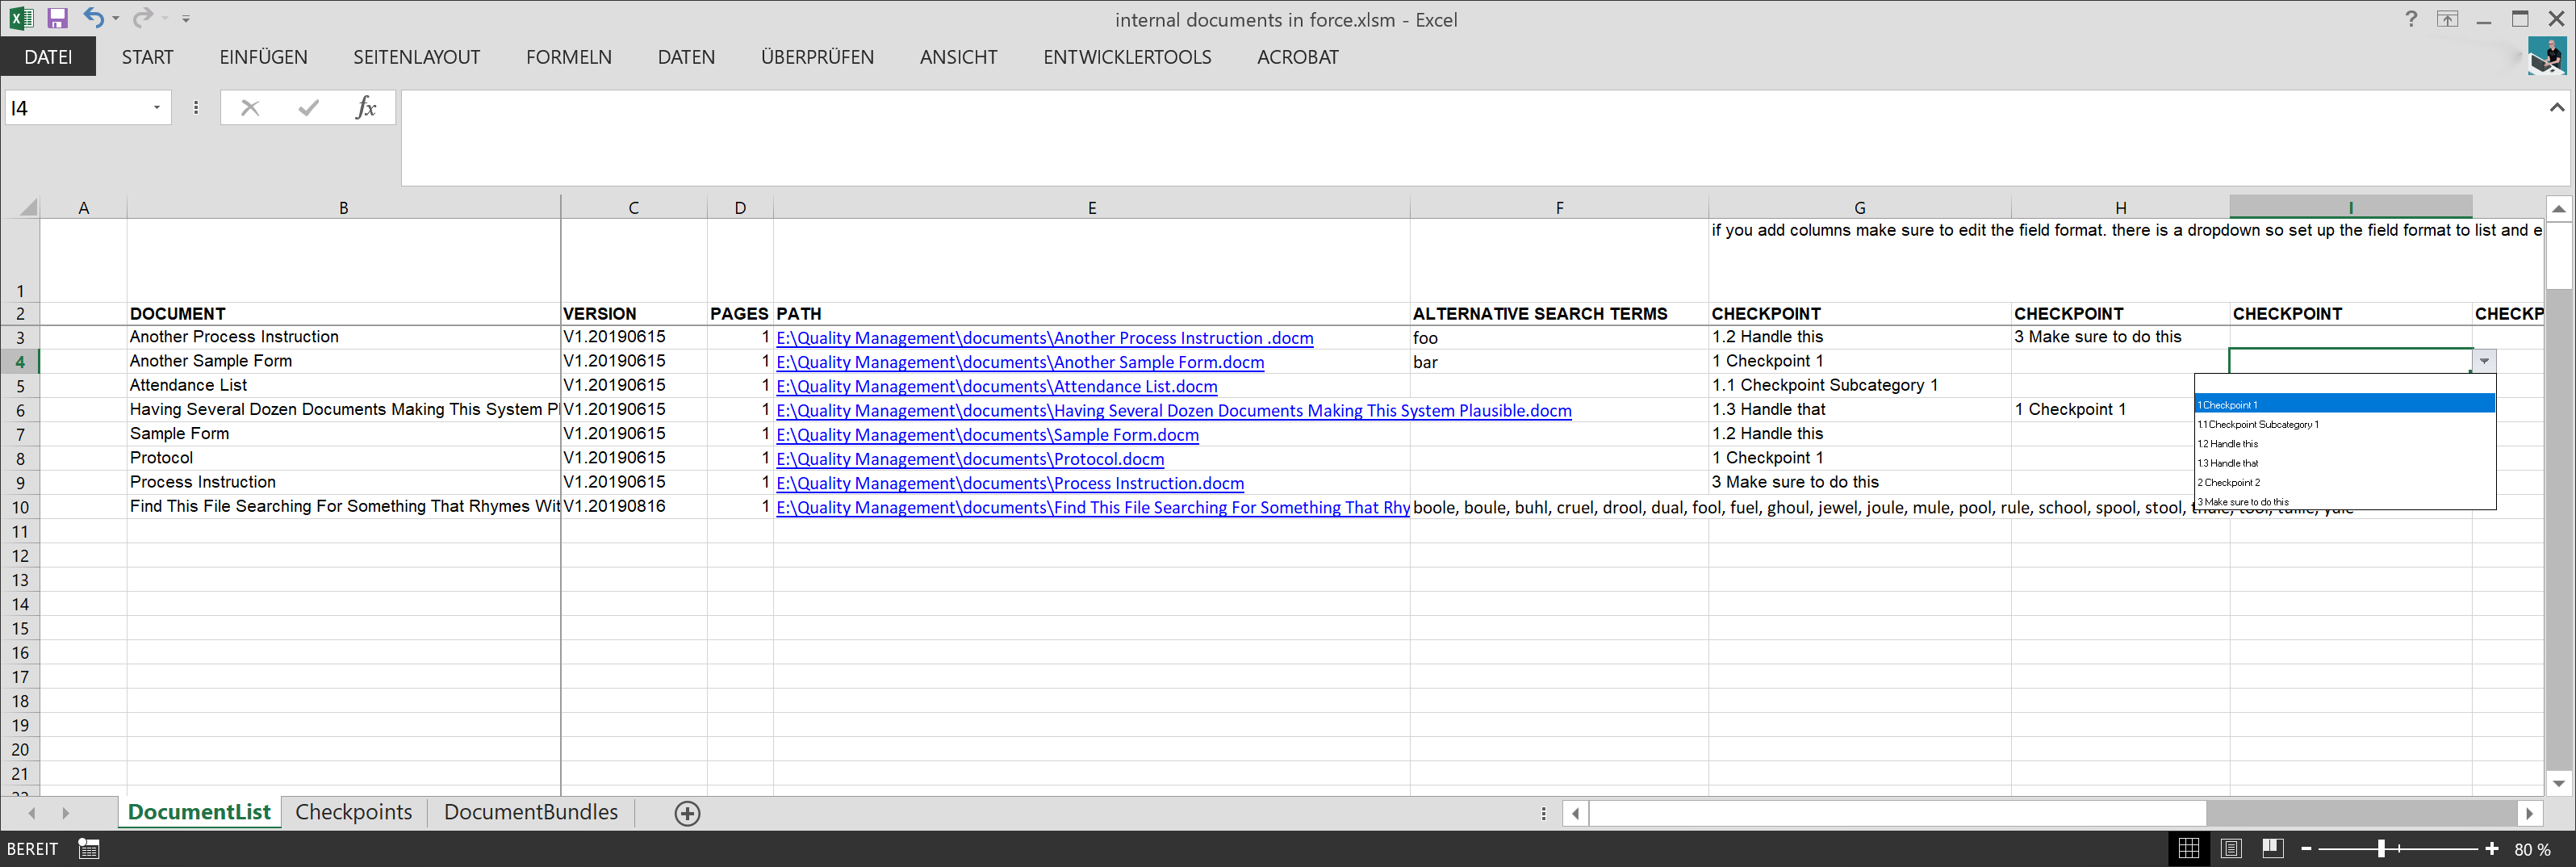 internal documents in force.xlsm - Excel
?
DATEI START EINFÜGEN SEITENLAYOUT FORMELN DATEN ÜBERPRÜFEN ANSICHT ENTWICKLERTOOLS ACROBAT
I4 fx
A B C D E F G H I
1 if you add columns make sure to edit the field format. there is a dropdown so set up the field format to list and e
2 DOCUMENT VERSION PAGES PATH ALTERNATIVE SEARCH TERMS CHECKPOINT CHECKPOINT CHECKPOINT CHECKP
3 Another Process Instruction V1.20190615 1 E:\Quality Management\documents\Another Process Instruction .docm foo 1.2 Handle this 3 Make sure to do this
4 Another Sample Form V1.20190615 1 E:\Quality Management\documents\Another Sample Form.docm bar 1 Checkpoint 1
5 Attendance List V1.20190615 1 E:\Quality Management\documents\Attendance List.docm 1.1 Checkpoint Subcategory 1
6 Having Several Dozen Documents Making This System Pl V1.20190615 1 E:\Quality Management\documents\Having Several Dozen Documents Making This System Plausible.docm 1.3 Handle that 1 Checkpoint 1
7 Sample Form V1.20190615 1 E:\Quality Management\documents\Sample Form.docm 1.2 Handle this
8 Protocol V1.20190615 1 E:\Quality Management\documents\Protocol.docm 1 Checkpoint 1
9 Process Instruction V1.20190615 1 E:\Quality Management\documents\Process Instruction.docm 3 Make sure to do this
10 Find This File Searching For Something That Rhymes Wit V1.20190816 1 E:\Quality Management\documents\Find This File Searching For Something That Rhy boole, boule, buhl, cruel, drool, dual, fool, fuel, ghoul, jewel, joule, mule, pool, rule, school, spool, stool,
1 Checkpoint 1
1.1 Checkpoint Subcategory 1
1.2 Handle this
1.3 Handle that
2 Checkpoint 2
3 Make sure to do this
11
12
13
14
15
16
17
18
19
20
21
DocumentList Checkpoints DocumentBundles
BEREIT 80 %